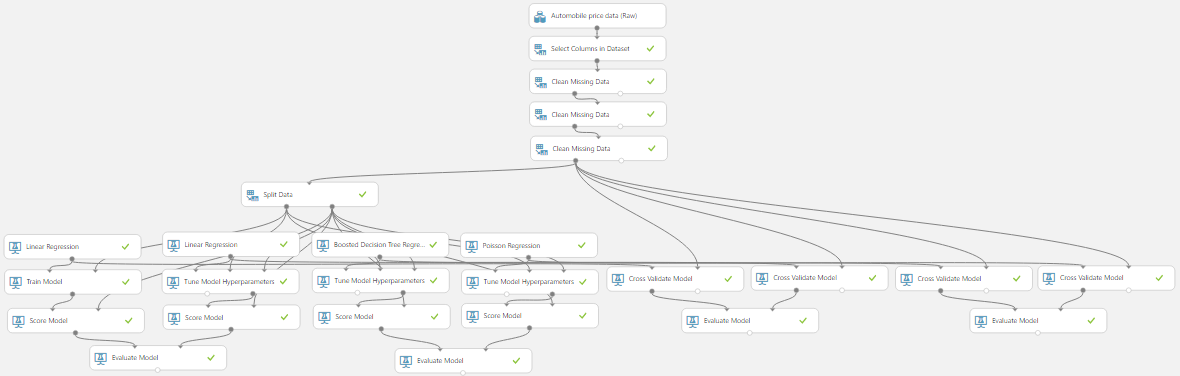 Automobile price data (Raw)
Select Columns in Dataset
Clean Missing Data
Clean Missing Data
Clean Missing Data
Split Data
Linear Regression
Linear Regression
Boosted Decision Tree Regre...
Poisson Regression
Train Model
Tune Model Hyperparameters
Tune Model Hyperparameters
Tune Model Hyperparameters
Cross Validate Model
Cross Validate Model
Cross Validate Model
Cross Validate Model
Score Model
Score Model
Score Model
Score Model
Evaluate Model
Evaluate Model
Evaluate Model
Evaluate Model